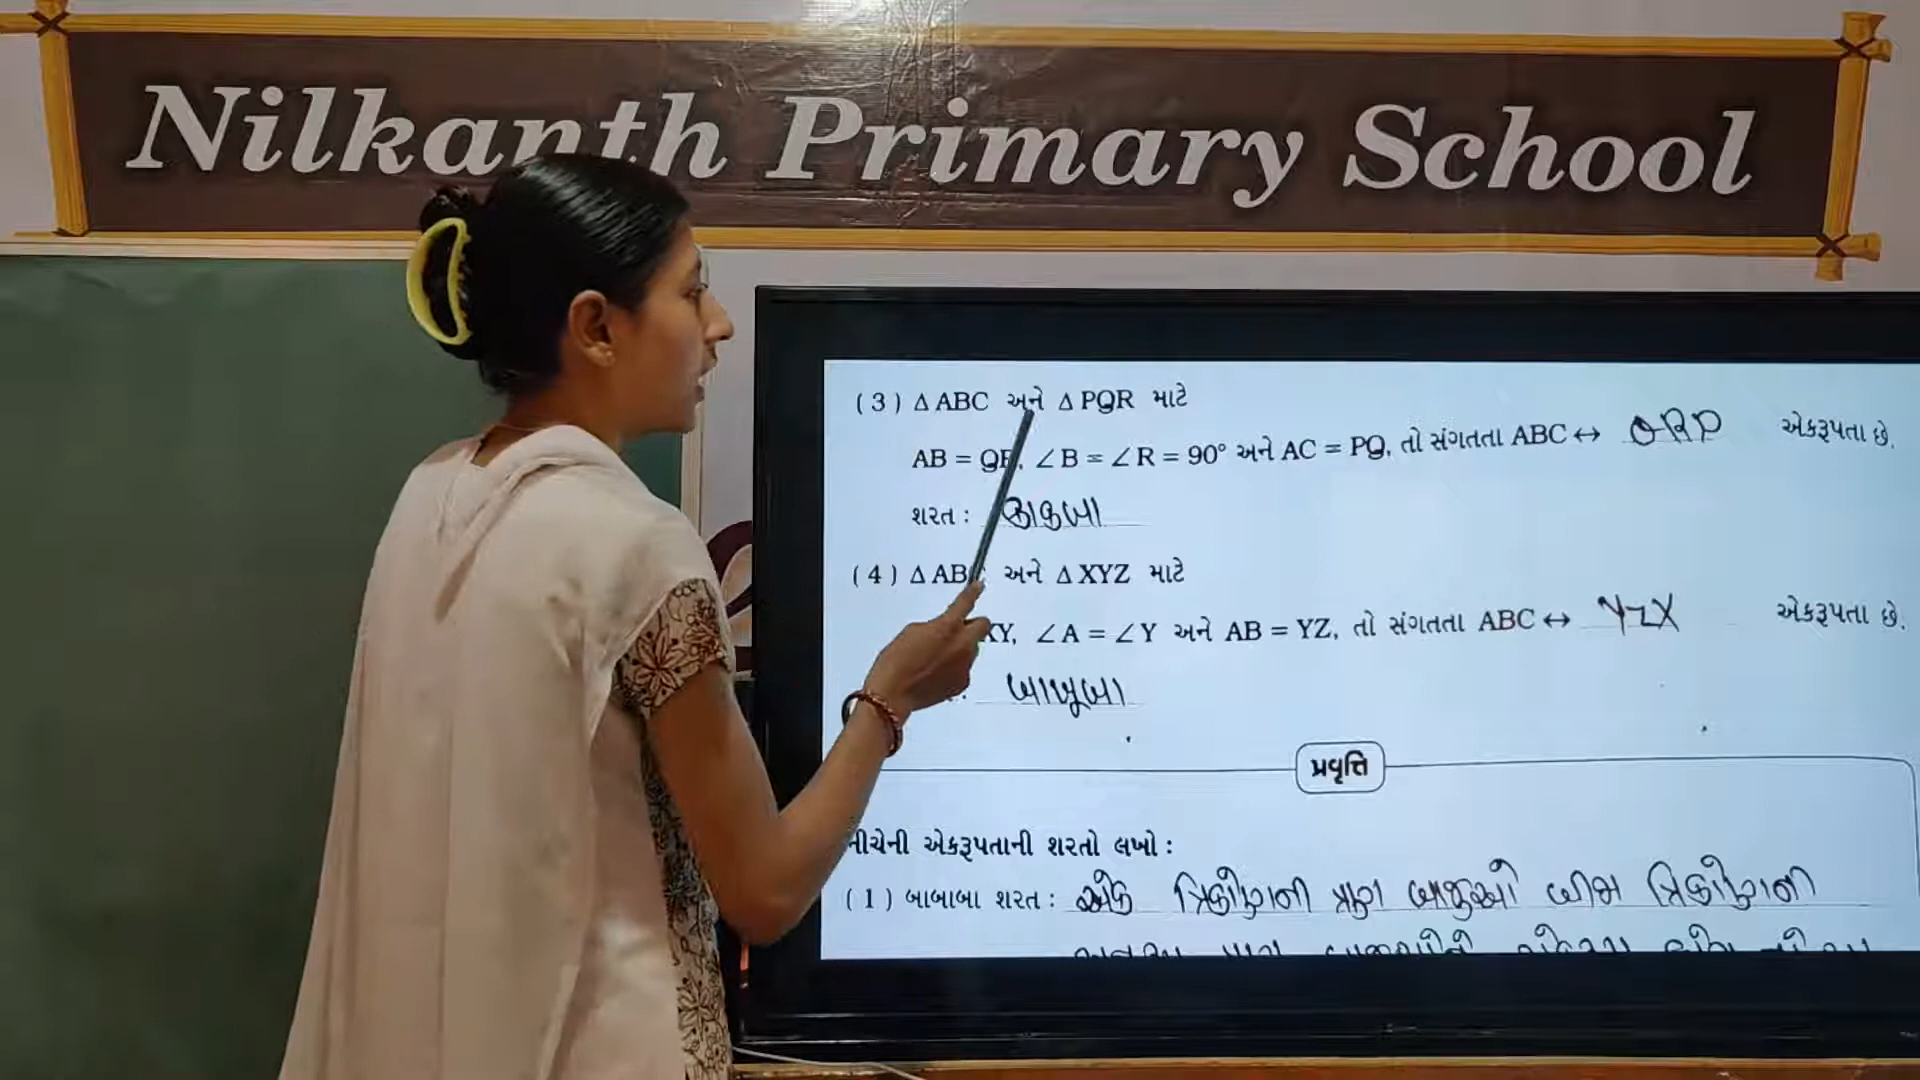 Nilkanth Primary School
(3) Δ ABC અને Δ PQR માટે
AB = QR, ∠B = ∠R = 90° અને AC = PQ, તો સંગતતા ABC ↔ QRP એકરૂપતા છે.
શરત : કાકબા
(4) Δ ABC અને Δ XYZ માટે
XY, ∠A = ∠Y અને AB = YZ, તો સંગતતા ABC ↔ YZX એકરૂપતા છે.
બાખૂબા
પ્રવૃત્તિ
નીચેની એકરૂપતાની શરતો લખો :
(1) બાબાબા શરત : એક ત્રિકોણની ત્રણ બાજુઓ બીજા ત્રિકોણની